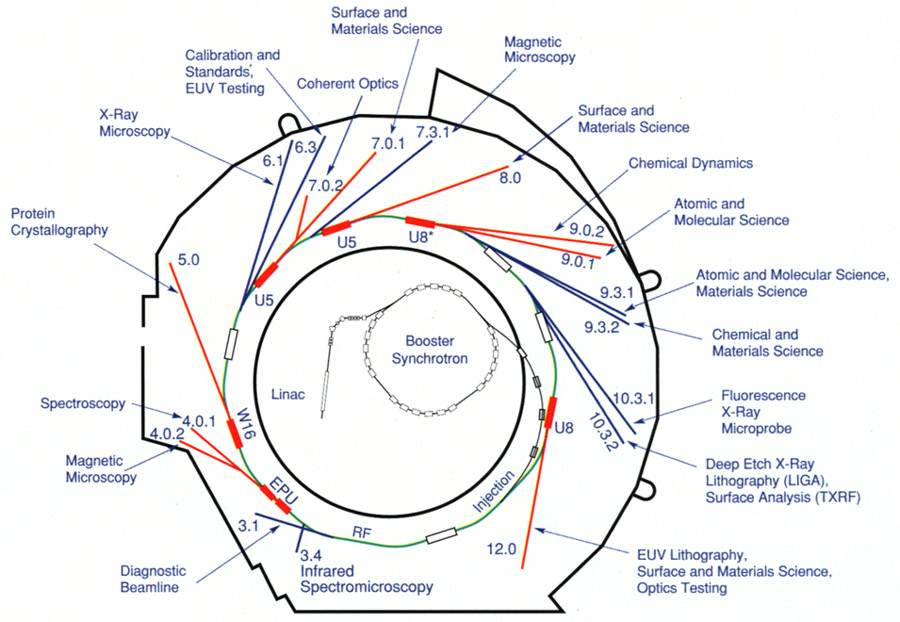 Surface and
Materials Science
Calibration and
Standards*,
EUV Testing
Coherent Optics
Magnetic
Microscopy
X-Ray
Microscopy
Surface and
Materials Science
7.0.1
7.3.1
6.1
6.3
7.0.2
8.0
Chemical Dynamics
Protein
Crystallography
Atomic and
Molecular Science
9.0.2
9.0.1
U5
U8*
5.0
U5
9.3.1
9.3.2
Atomic and Molecular Science,
Materials Science
Chemical and
Materials Science
Booster
Synchrotron
Linac
Spectroscopy
4.0.1
4.0.2
W16
U8
10.3.1
10.3.2
Fluorescence
X-Ray
Microprobe
Magnetic
Microscopy
Deep Etch X-Ray
Lithography (LIGA),
Surface Analysis (TXRF)
EPU
Injection
3.1
RF
3.4
Infrared
Spectromicroscopy
12.0
Diagnostic
Beamline
EUV Lithography,
Surface and Materials Science,
Optics Testing